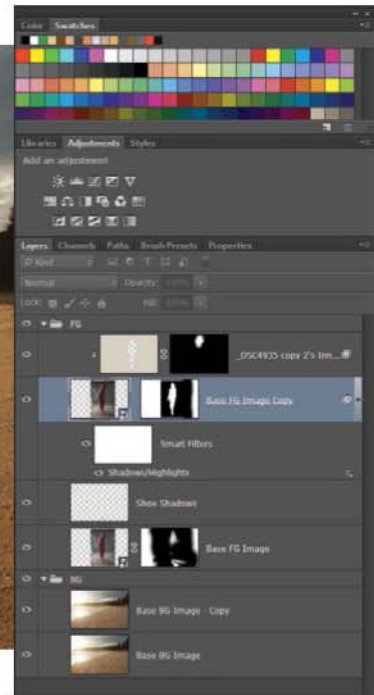 Color Swatches
Libraries Adjustments Styles
Add an adjustment
Layers Channels Paths Brush Presets Properties
Kind
Normal Opacity:
Lock: Fill:
FG
_DSC4935 copy 2's Inn...
Base FG Image Copy
Smart Filters
Shadows/Highlights
Shoe Shadows
Base FG Image
BG
Base BG Image - Copy
Base BG Image